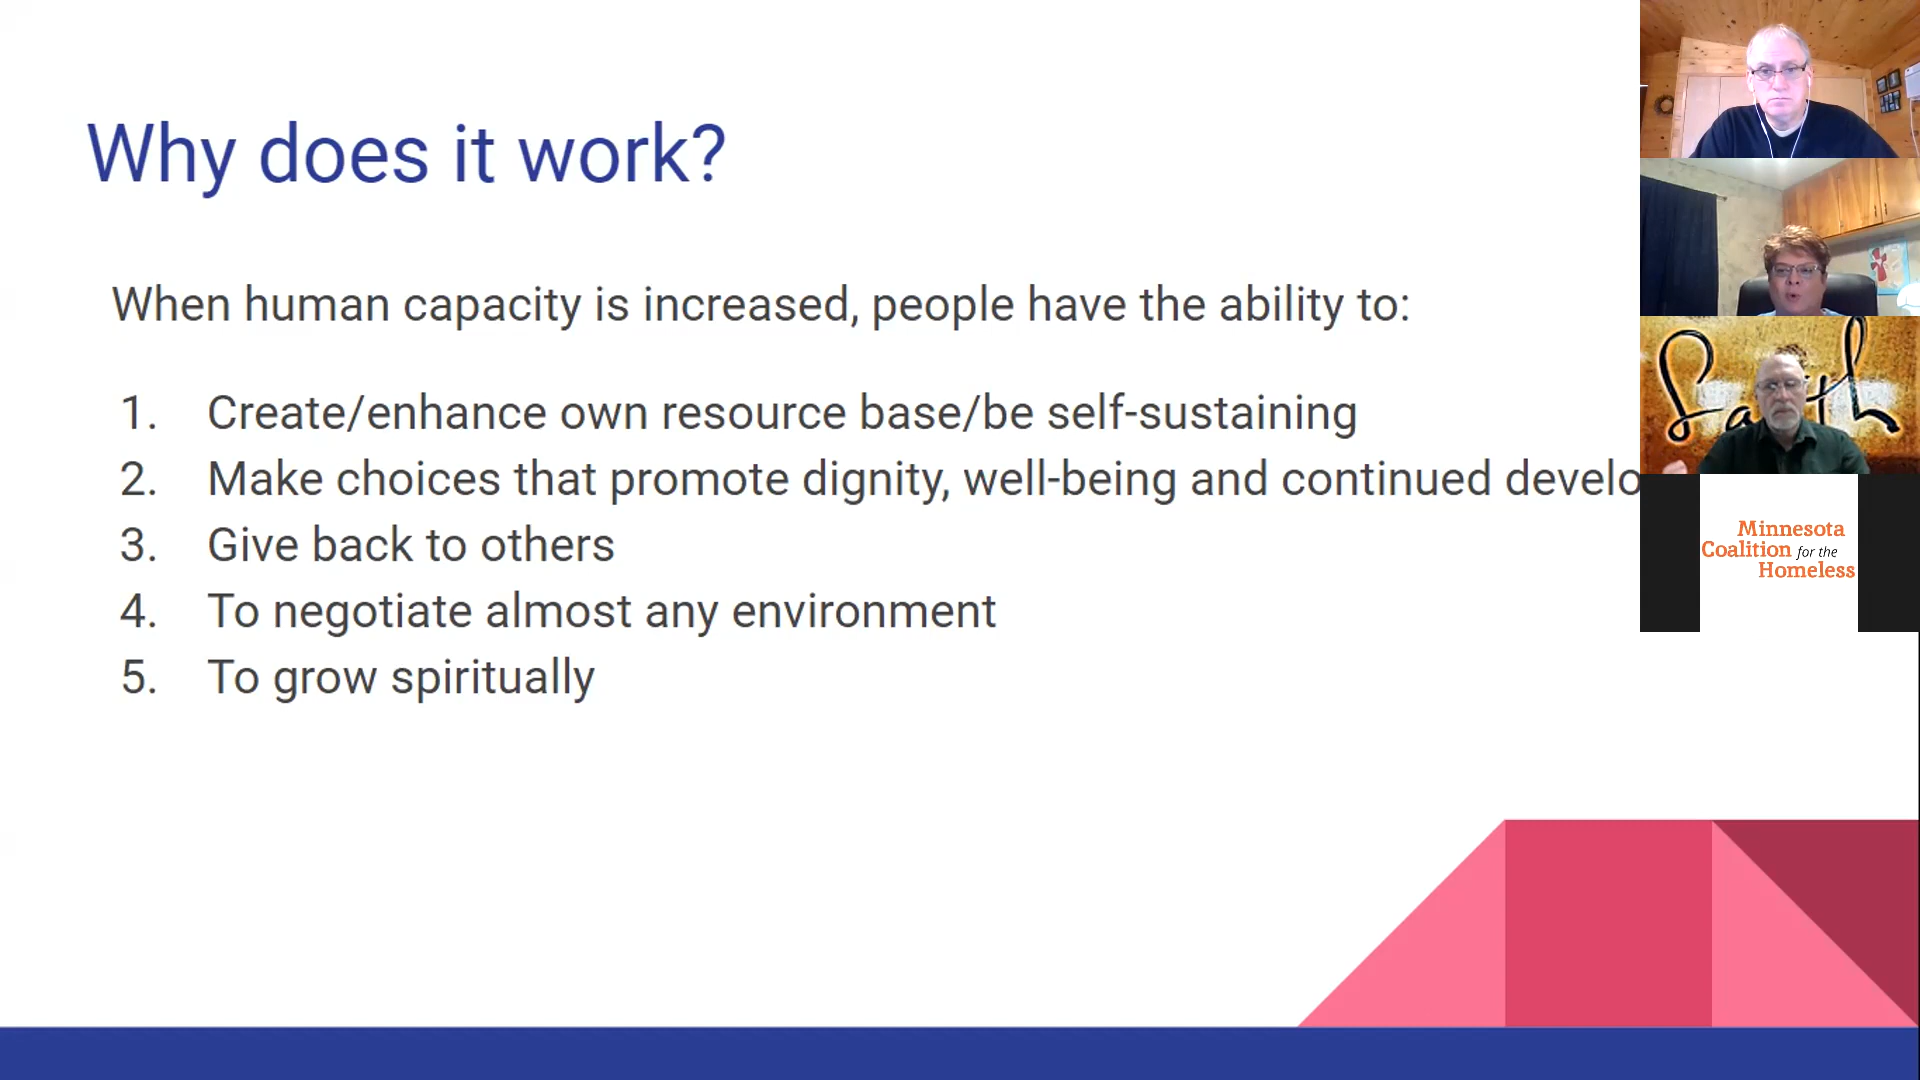 Why does it work?
When human capacity is increased, people have the ability to:
1. Create/enhance own resource base/be self-sustaining
2. Make choices that promote dignity, well-being and continued develo
3. Give back to others
4. To negotiate almost any environment
5. To grow spiritually
Faith
Minnesota
Coalition for the
Homeless